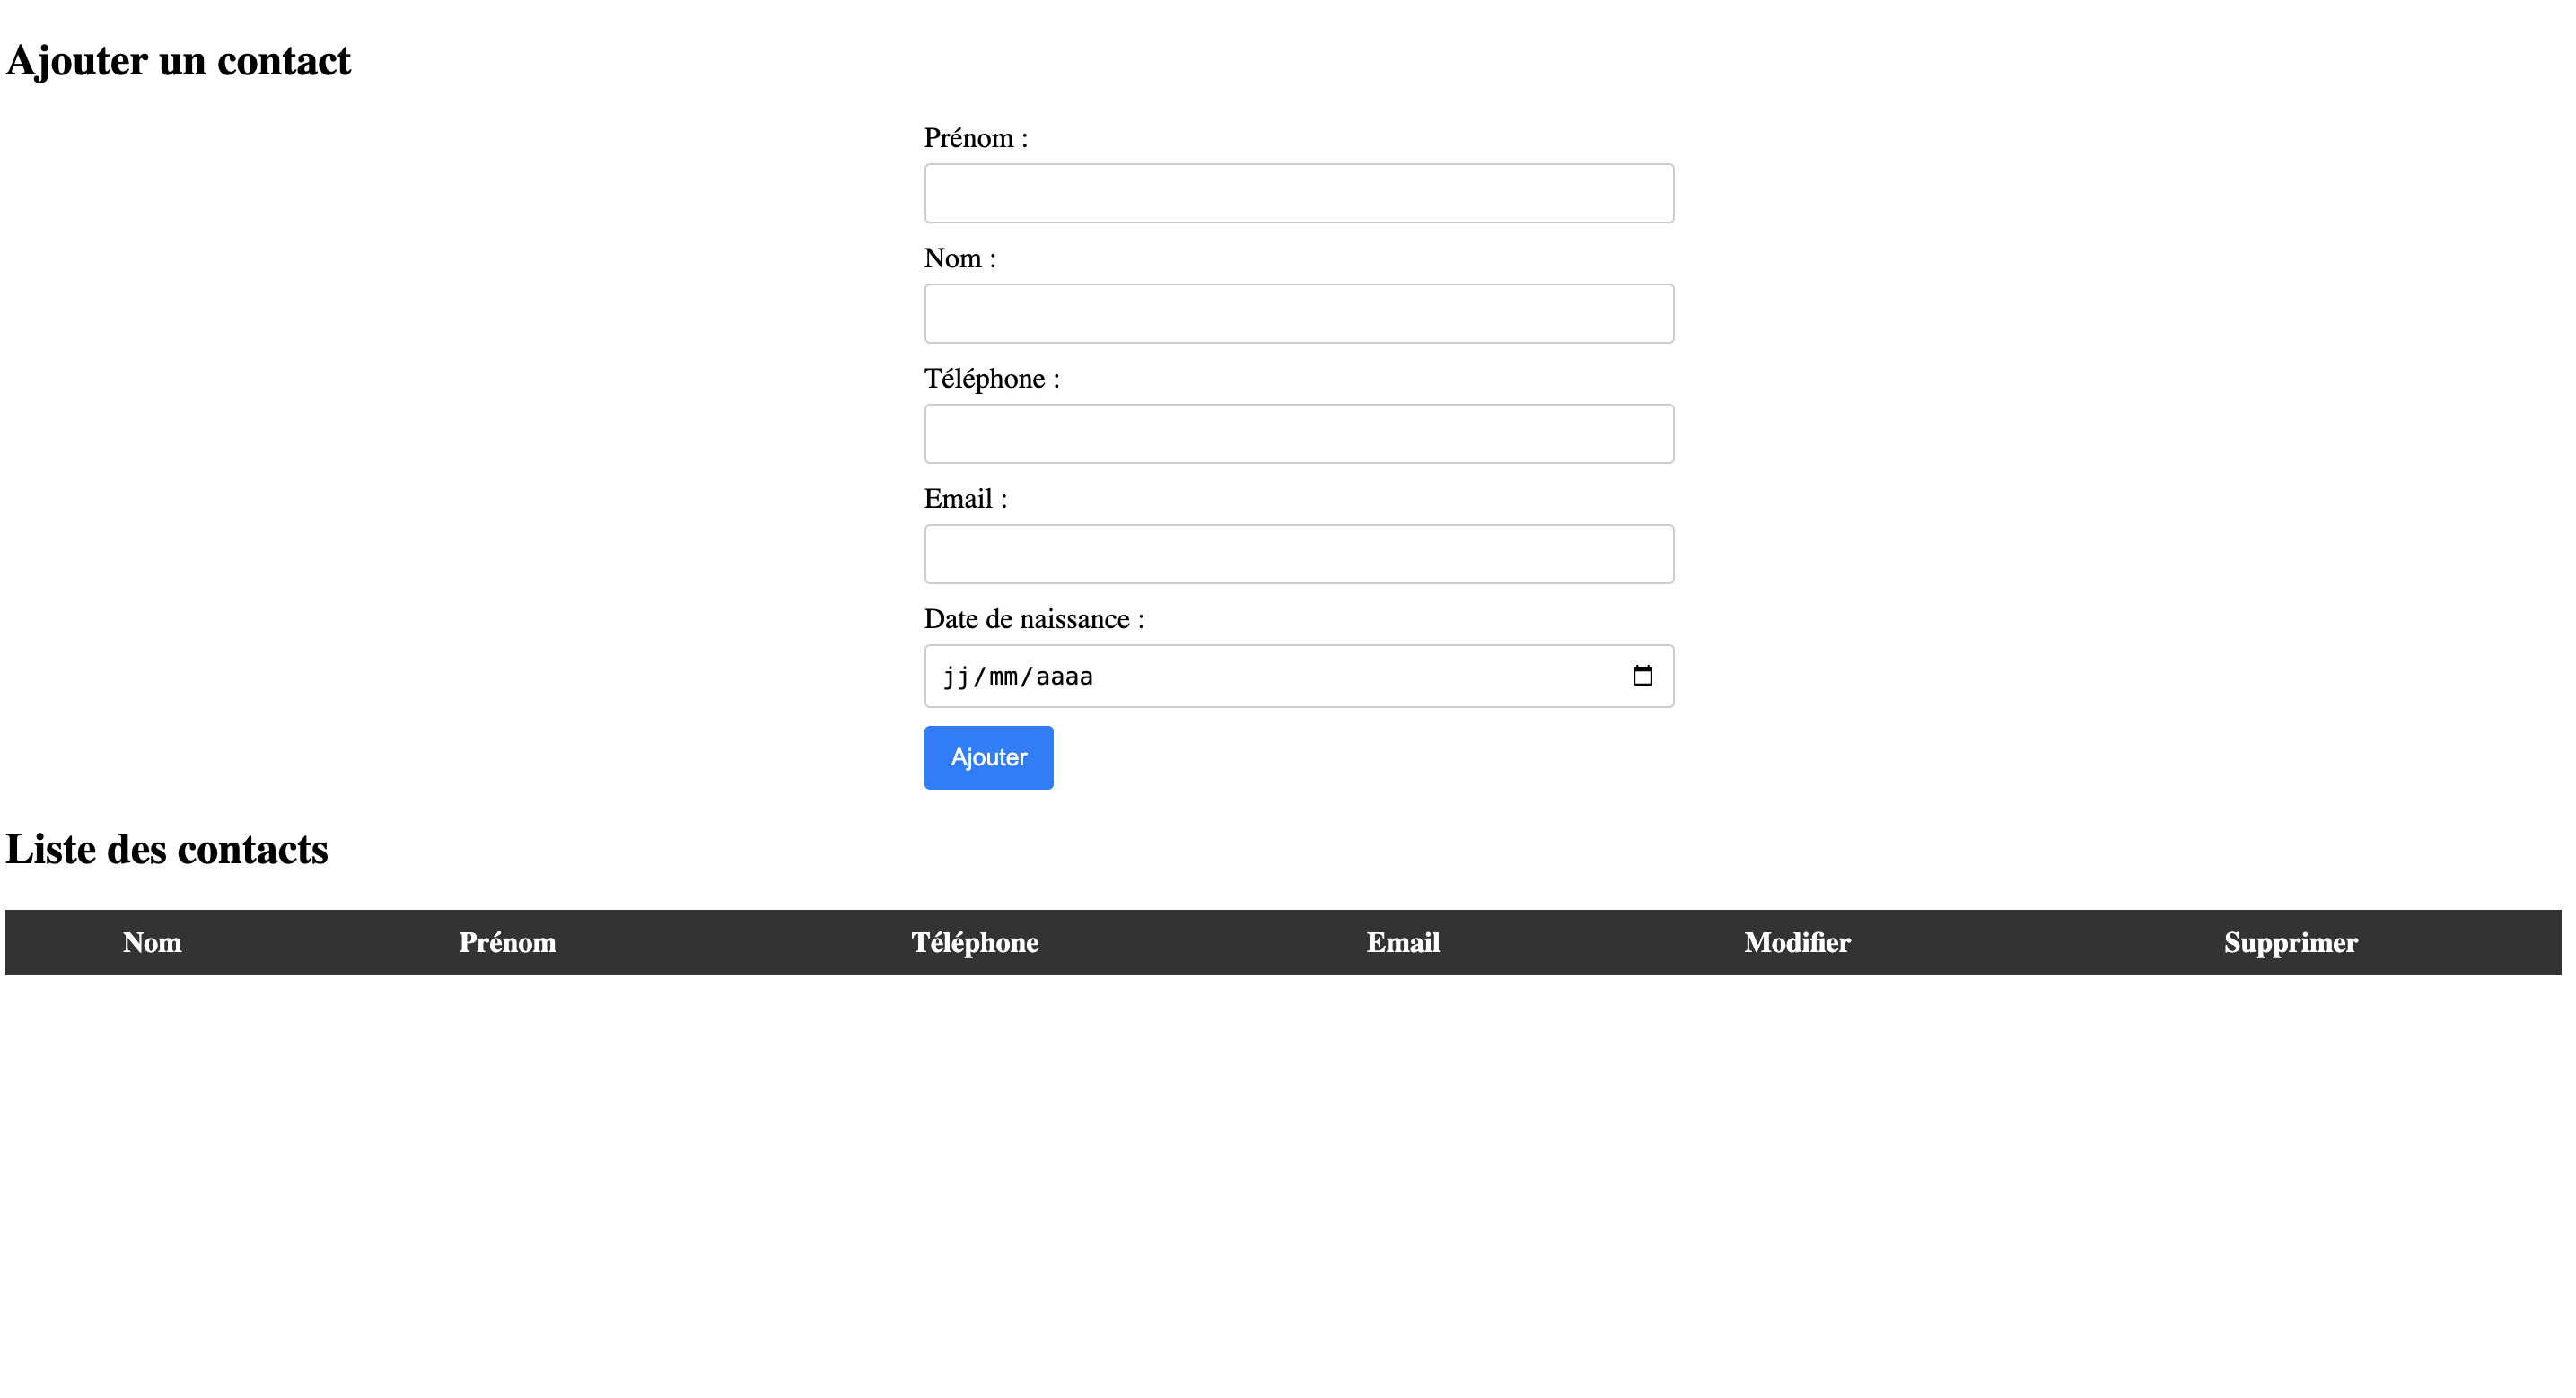 Ajouter un contact
Prénom :
Nom :
Téléphone :
Email :
Date de naissance :
jj/mm/aaaa
Ajouter
Liste des contacts
Nom Prénom Téléphone Email Modifier Supprimer